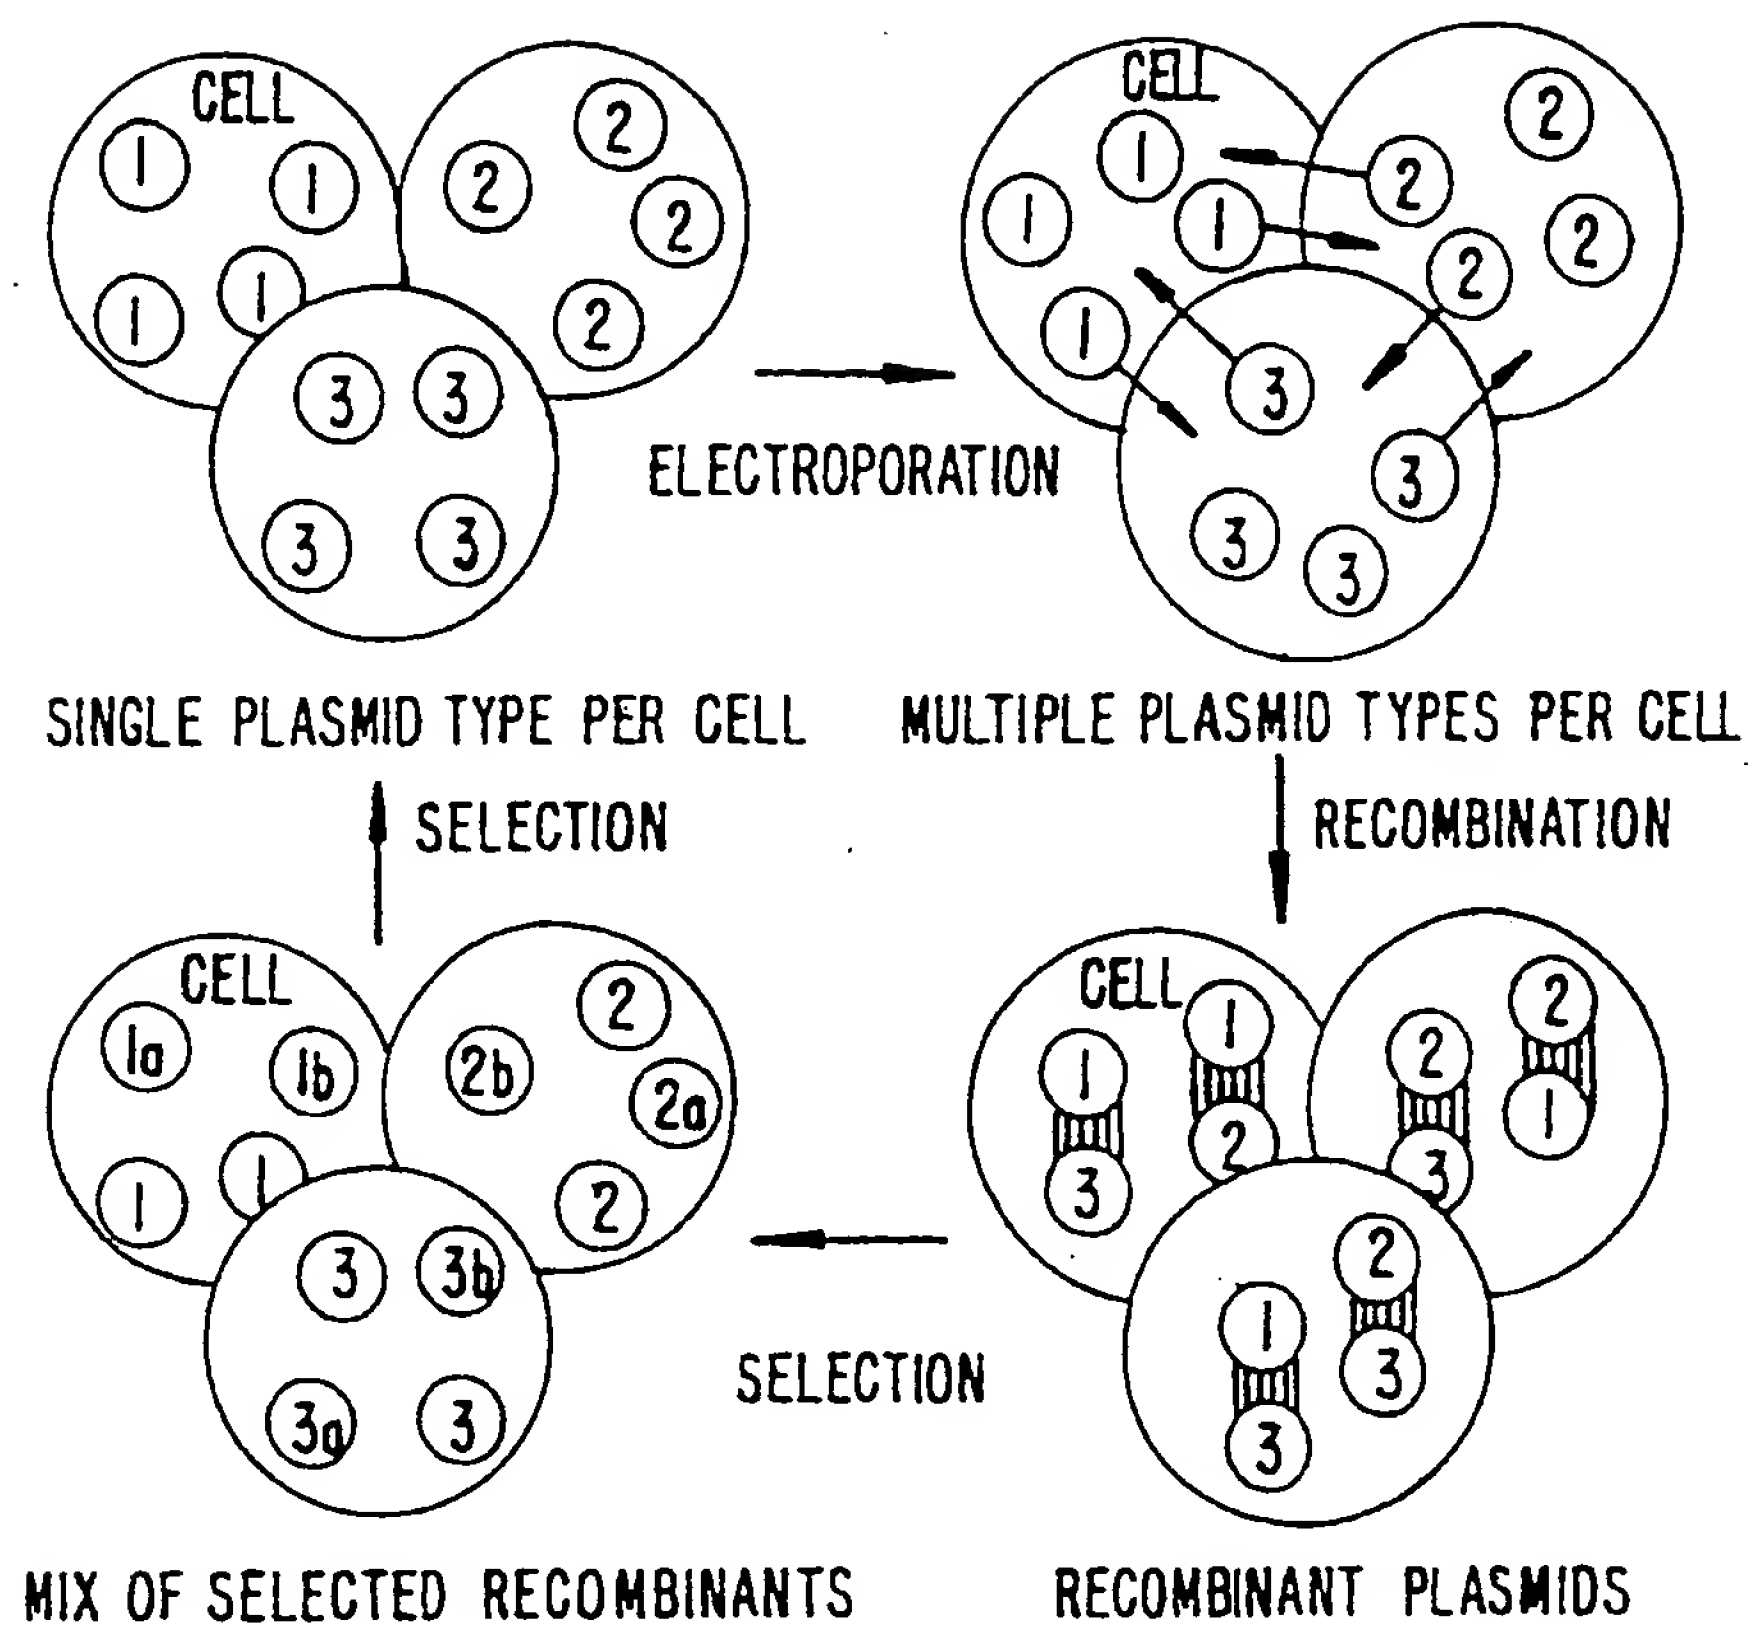 CELL
1
1
1
1
2
2
2
2
3
3
3
3
ELECTROPORATION
CELL
1
1
1
1
2
2
2
2
3
3
3
3
SINGLE PLASMID TYPE PER CELL
MULTIPLE PLASMID TYPES PER CELL
SELECTION
RECOMBINATION
CELL
1a
1b
1
1
2
2b
2a
2
3
3b
3a
3
SELECTION
CELL
1
3
1
2
2
3
2
1
1
3
2
3
MIX OF SELECTED RECOMBINANTS
RECOMBINANT PLASMIDS